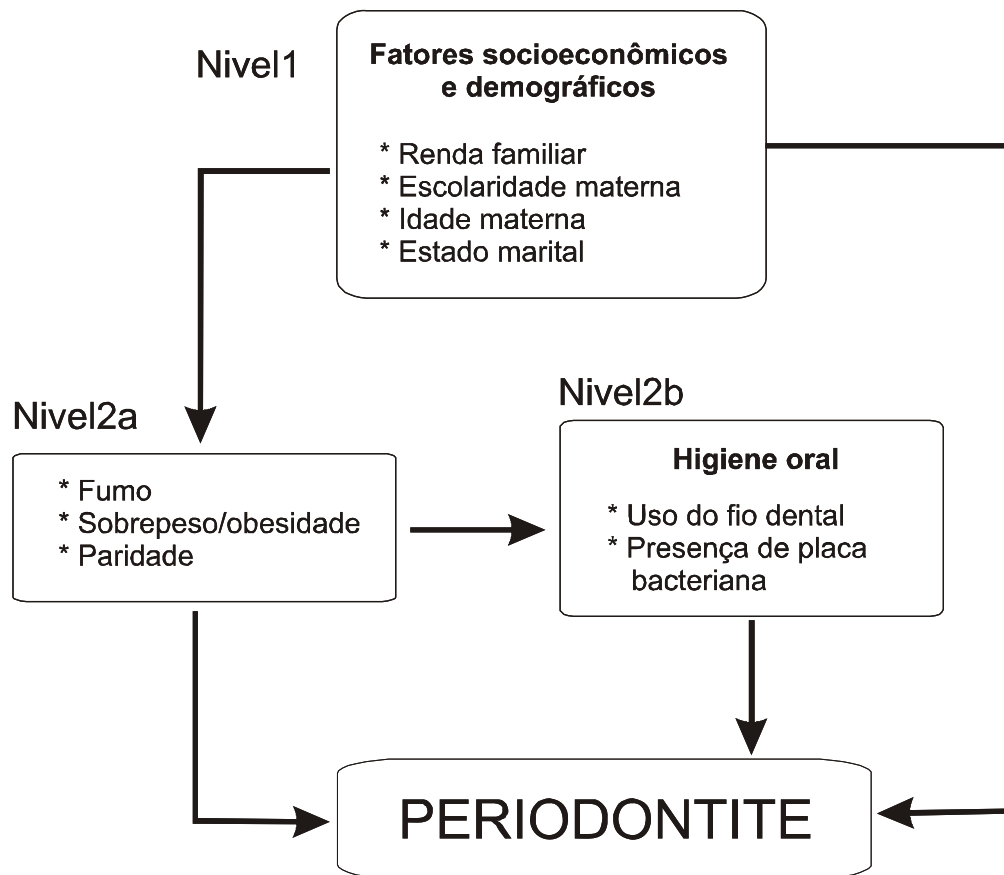 Nivel1
Fatores socioeconômicos
e demográficos
* Renda familiar
* Escolaridade materna
* Idade materna
* Estado marital
Nivel2a
* Fumo
* Sobrepeso/obesidade
* Paridade
Nivel2b
Higiene oral
* Uso do fio dental
* Presença de placa
bacteriana
PERIODONTITE